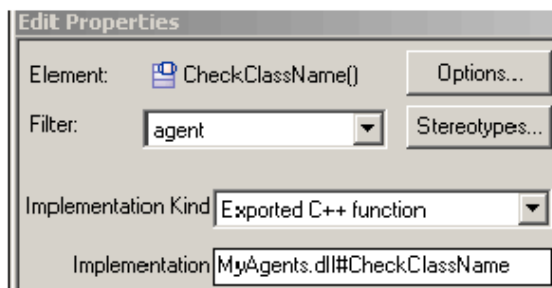 Edit Properties
Element: CheckClassName() Options...
Filter: agent Stereotypes...
Implementation Kind Exported C++ function
Implementation MyAgents.dll#CheckClassName